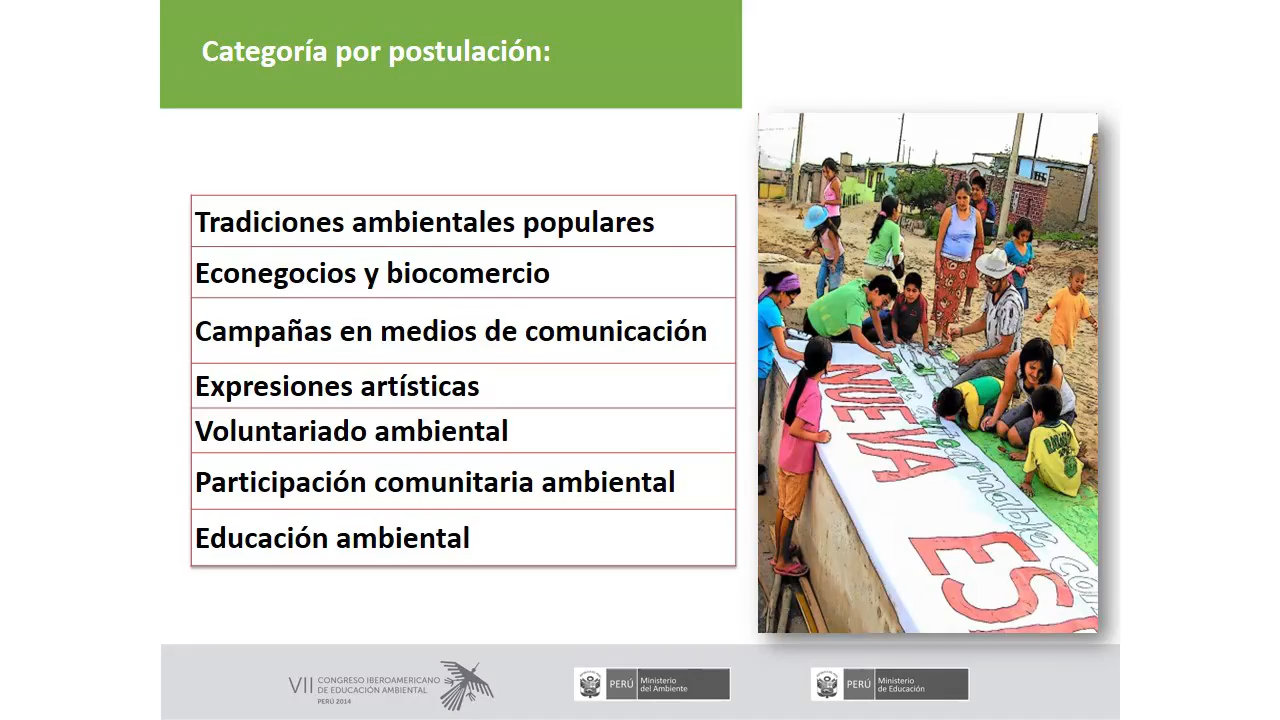 Categoría por postulación:
Tradiciones ambientales populares
Econegocios y biocomercio
Campañas en medios de comunicación
Expresiones artísticas
Voluntariado ambiental
Participación comunitaria ambiental
Educación ambiental
NUEVA
VII CONGRESO IBEROAMERICANO
DE EDUCACIÓN AMBIENTAL
PERÚ 2014
PERÚ Ministerio
del Ambiente
PERÚ Ministerio
de Educación